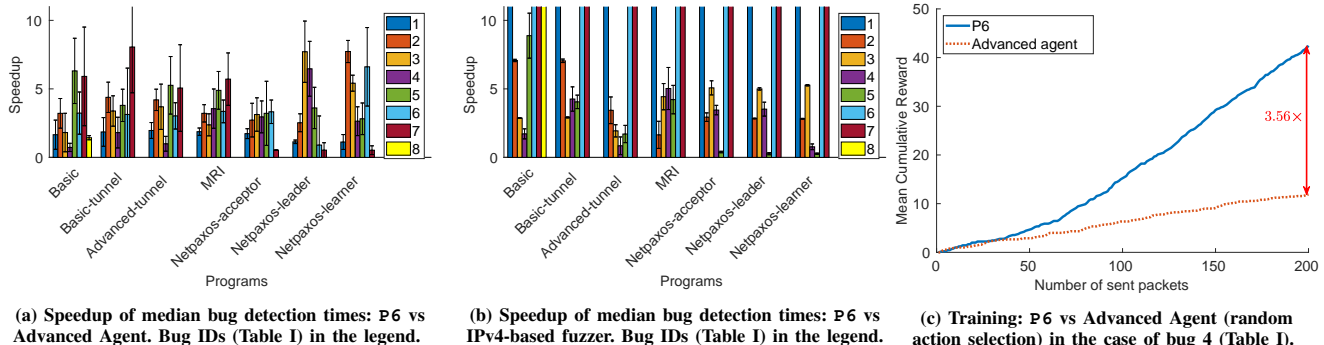 10
5
0
Speedup
1
2
3
4
5
6
7
8
Basic
Basic-tunnel
Advanced-tunnel
MRI
Netpaxos-acceptor
Netpaxos-leader
Netpaxos-learner
Programs
(a) Speedup of median bug detection times: P6 vs
Advanced Agent. Bug IDs (Table I) in the legend.
10
5
0
Speedup
1
2
3
4
5
6
7
8
Basic
Basic-tunnel
Advanced-tunnel
MRI
Netpaxos-acceptor
Netpaxos-leader
Netpaxos-learner
Programs
(b) Speedup of median bug detection times: P6 vs
IPv4-based fuzzer. Bug IDs (Table I) in the legend.
50
40
30
20
10
0
Mean Cumulative Reward
P6
Advanced agent
3.56×
0
50
100
150
200
Number of sent packets
(c) Training: P6 vs Advanced Agent (random
action selection) in the case of bug 4 (Table I).